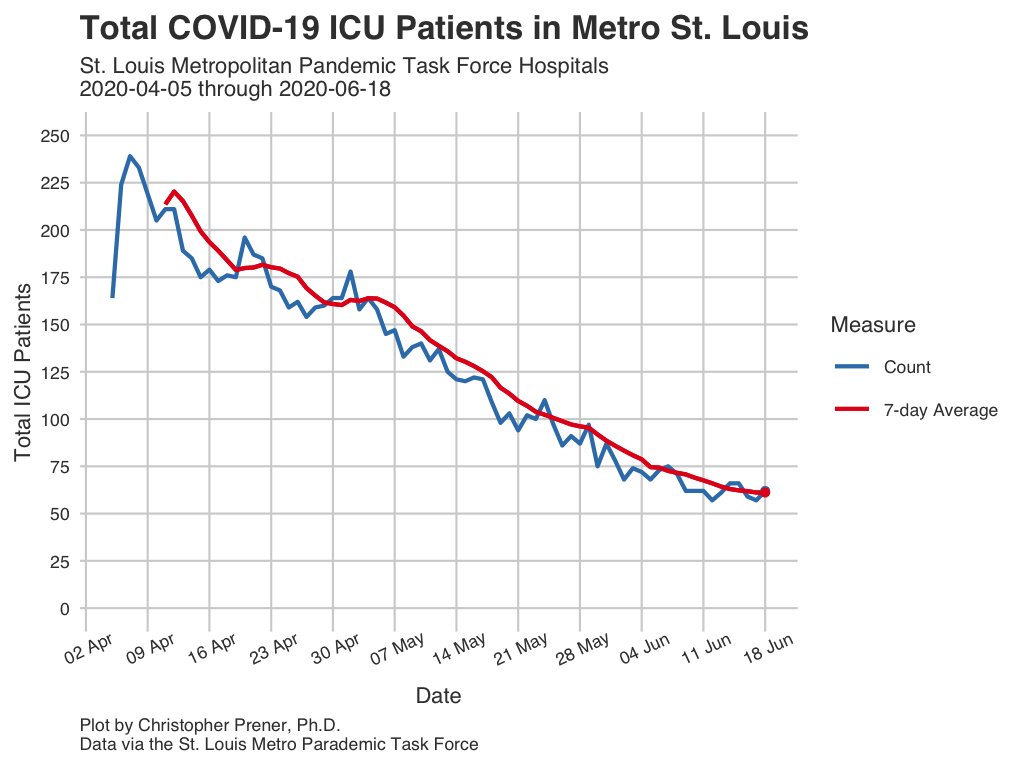 Total COVID-19 ICU Patients in Metro St. Louis
St. Louis Metropolitan Pandemic Task Force Hospitals
2020-04-05 through 2020-06-18
250
225
200
175
150
125
100
75
50
25
0
Total ICU Patients
02 Apr
09 Apr
16 Apr
23 Apr
30 Apr
07 May
14 May
21 May
28 May
04 Jun
11 Jun
18 Jun
Date
Measure
Count
7-day Average
Plot by Christopher Prener, Ph.D.
Data via the St. Louis Metro Parademic Task Force